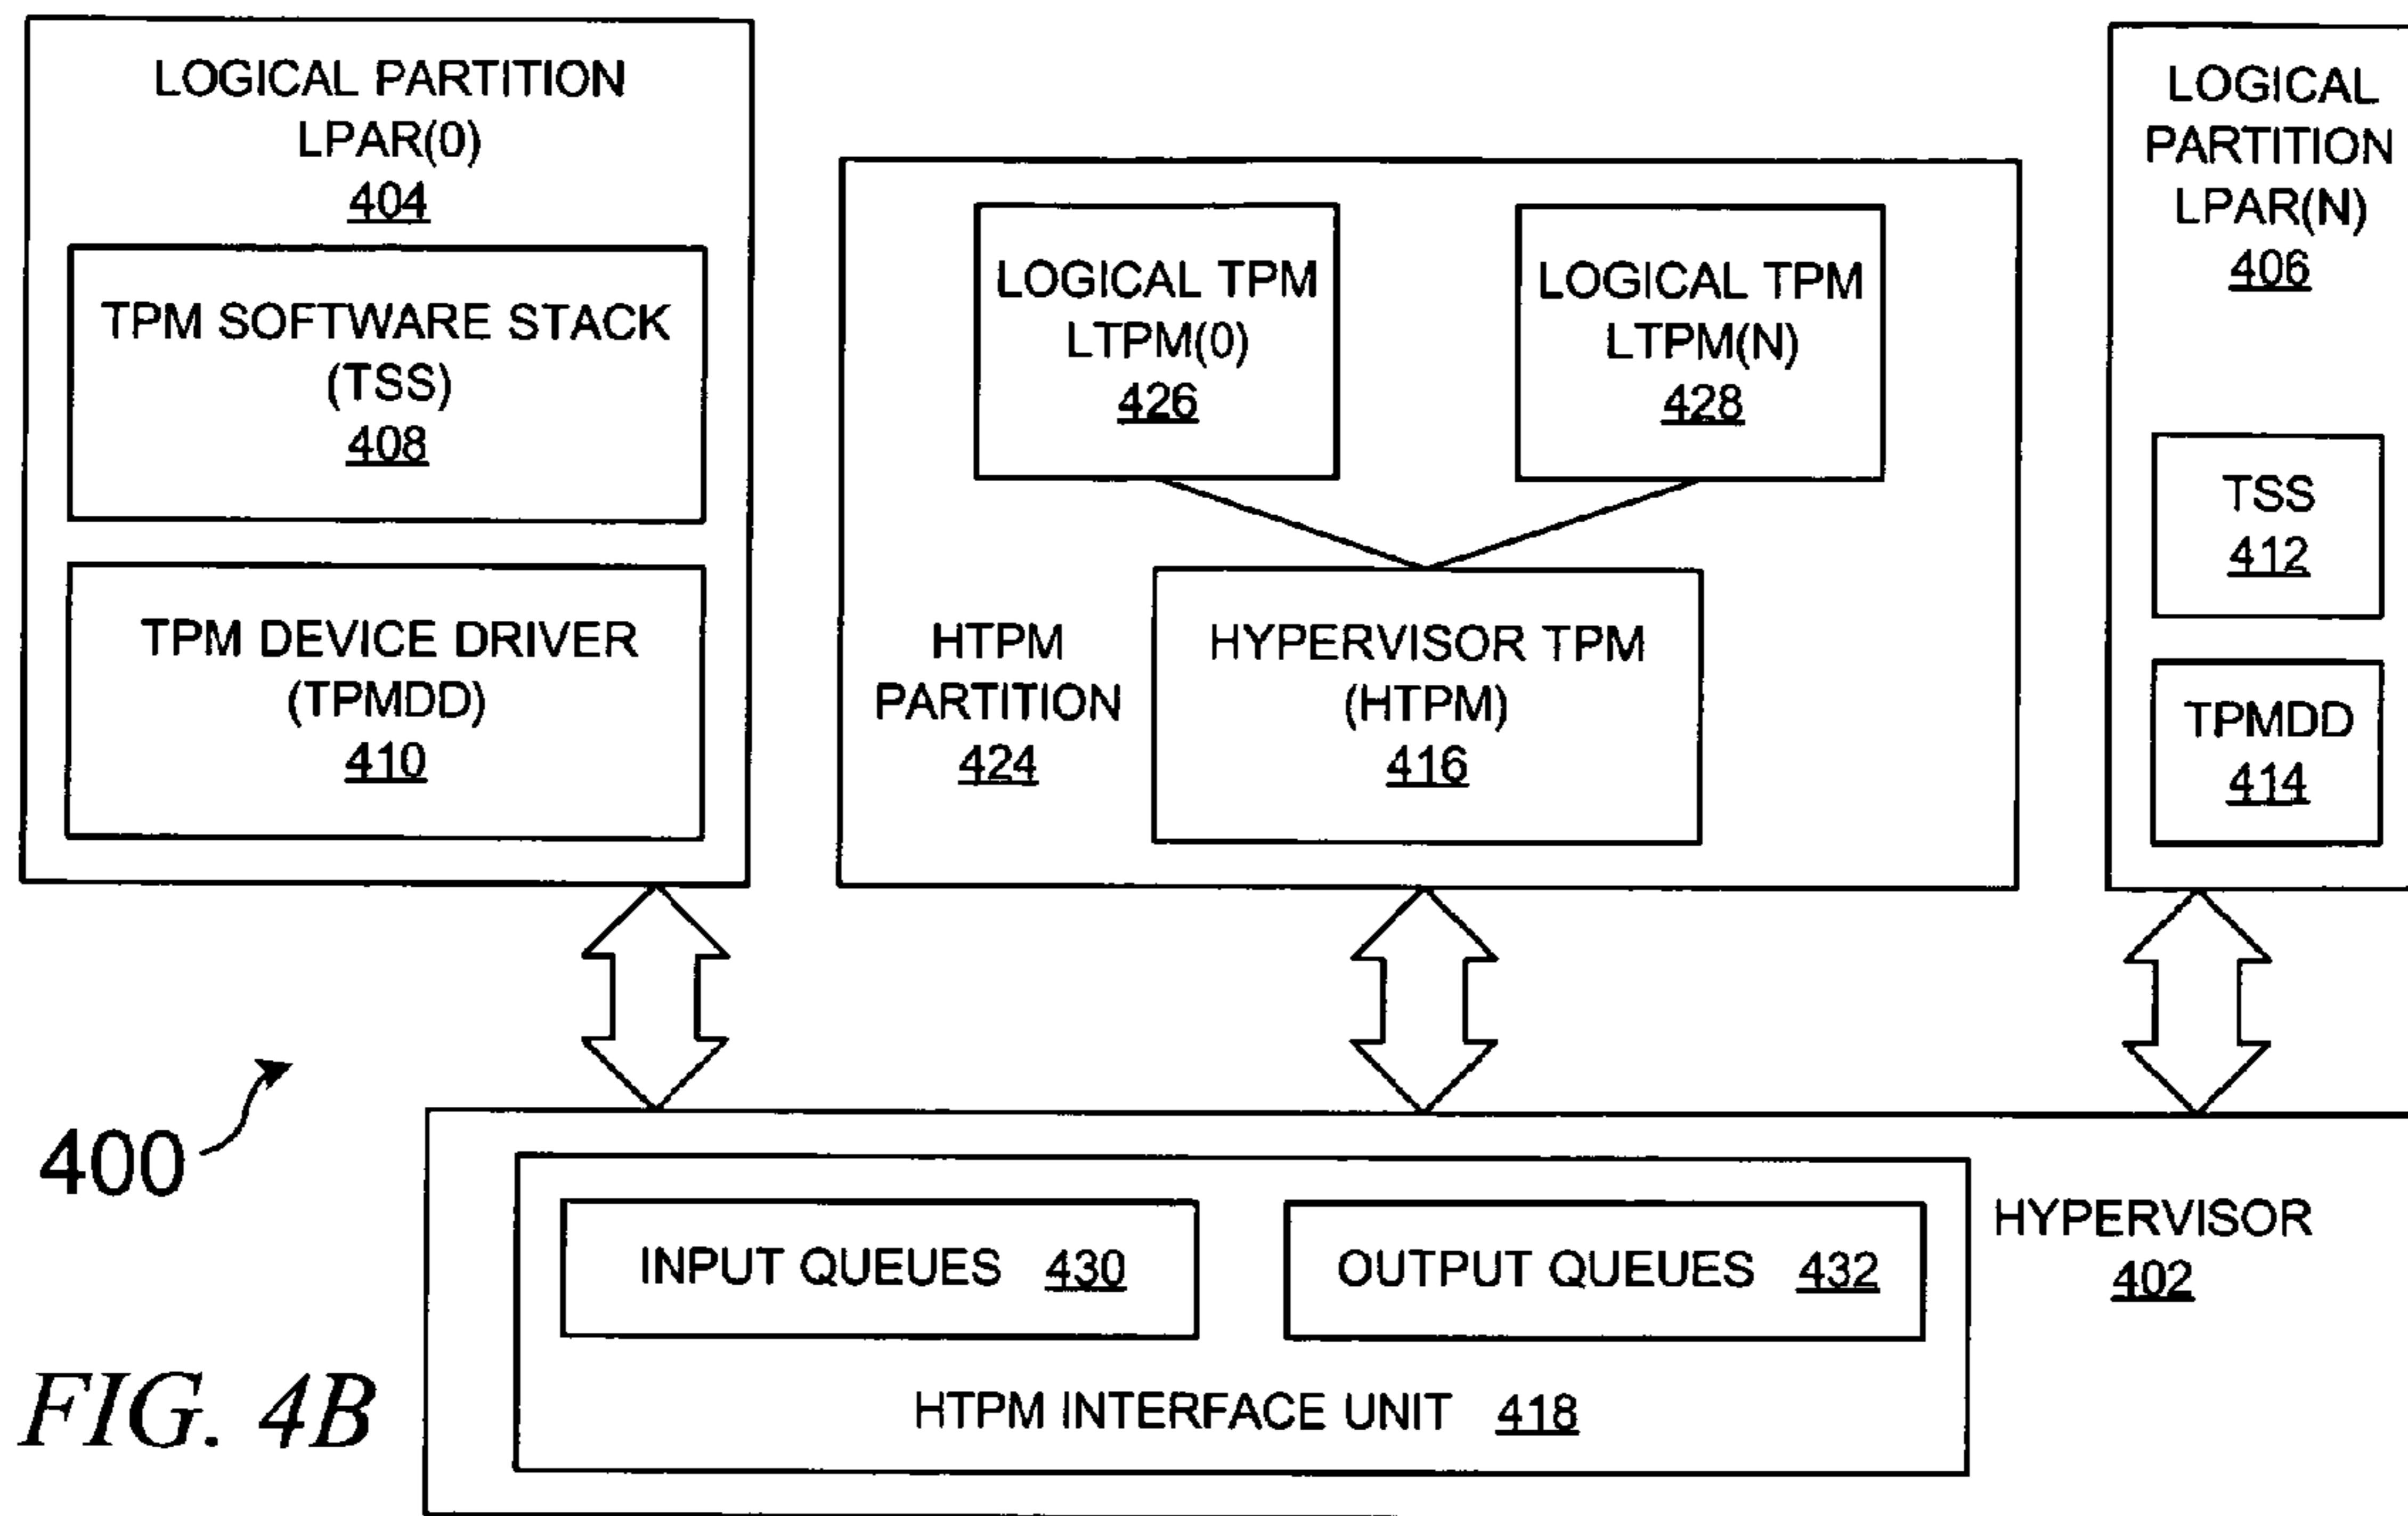 LOGICAL PARTITION
LPAR(0)
404
TPM SOFTWARE STACK
(TSS)
408
TPM DEVICE DRIVER
(TPMDD)
410
LOGICAL TPM
LTPM(0)
426
LOGICAL TPM
LTPM(N)
428
HTPM
PARTITION
424
HYPERVISOR TPM
(HTPM)
416
LOGICAL
PARTITION
LPAR(N)
406
TSS
412
TPMDD
414
400
INPUT QUEUES 430
OUTPUT QUEUES 432
HTPM INTERFACE UNIT 418
HYPERVISOR
402
FIG. 4B